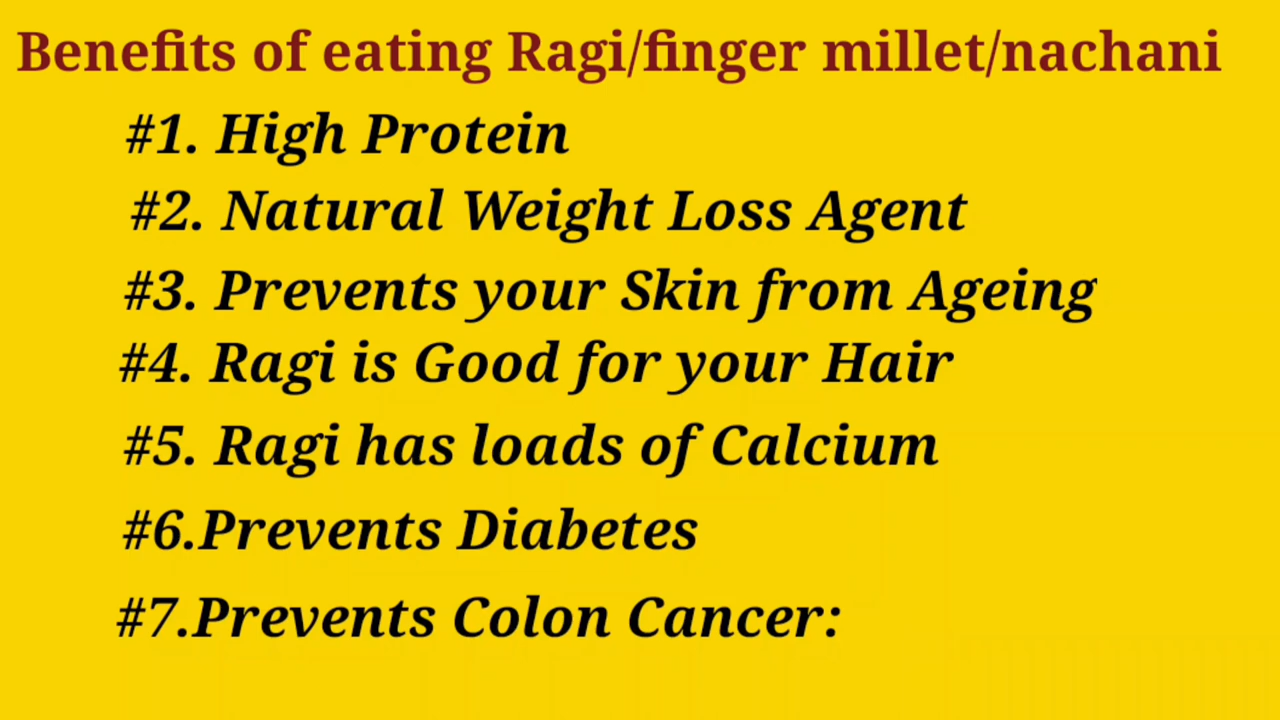 Benefits of eating Ragi/finger millet/nachani
#1. High Protein
#2. Natural Weight Loss Agent
#3. Prevents your Skin from Ageing
#4. Ragi is Good for your Hair
#5. Ragi has loads of Calcium
#6.Prevents Diabetes
#7.Prevents Colon Cancer: